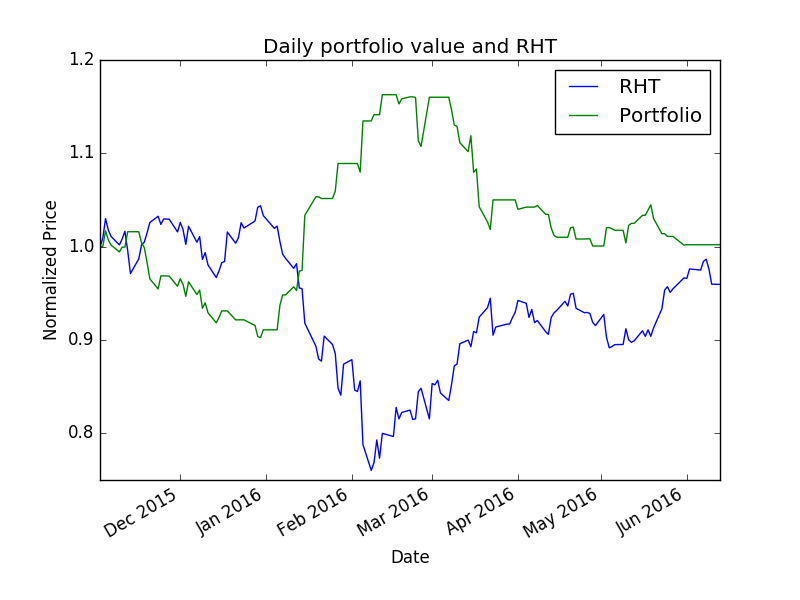 Daily portfolio value and RHT
1.2
1.1
1.0
0.9
0.8
Normalized Price
RHT
Portfolio
Dec 2015
Jan 2016
Feb 2016
Mar 2016
Apr 2016
May 2016
Jun 2016
Date